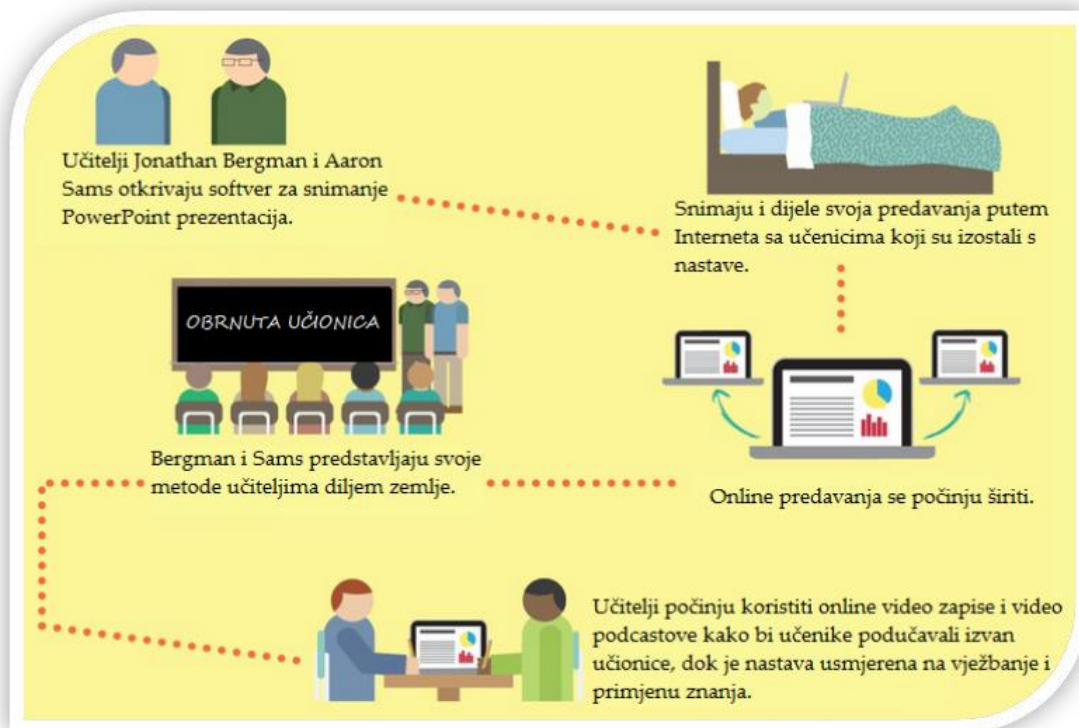 Učitelji Jonathan Bergman i Aaron
Sams otkrivaju softver za snimanje
PowerPoint prezentacija.
Snimaju i dijele svoja predavanja putem
Interneta sa učenicima koji su izostali s
nastave.
Online predavanja se počinju širiti.
OBRNUTA UČIONICA
Bergman i Sams predstavljaju svoje
metode učiteljima diljem zemlje.
Učitelji počinju koristiti online video zapise i video
podcastove kako bi učenike podučavali izvan
učionice, dok je nastava usmjerena na vježbanje i
primjenu znanja.